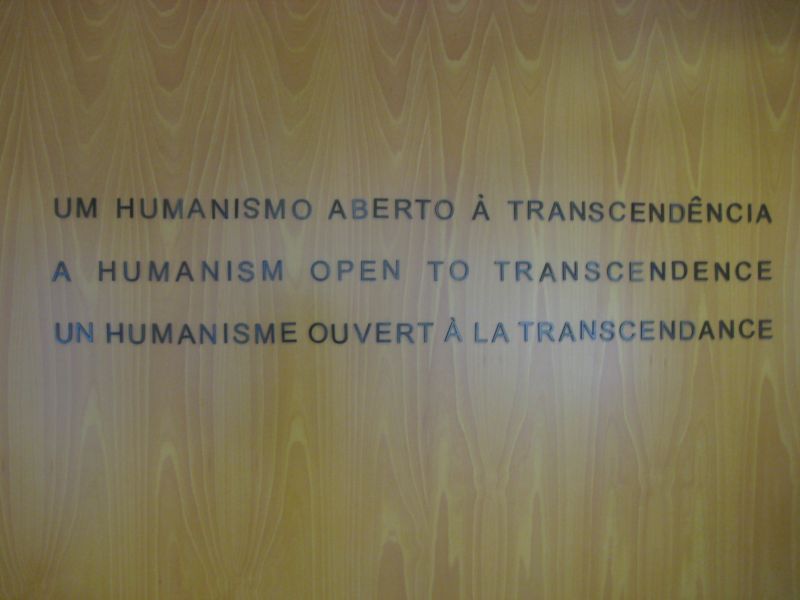 UM HUMANISMO ABERTO À TRANSCENDÊNCIA
A HUMANISM OPEN TO TRANSCENDENCE
UN HUMANISME OUVERT À LA TRANSCENDANCE